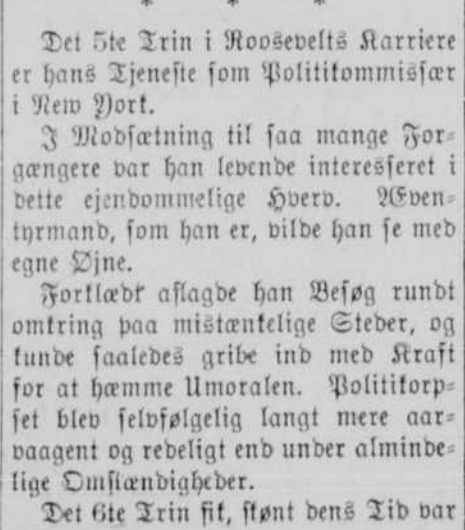 * * *
Det 5te Trin i Roosevelts Karriere
er hans Tjeneste som Politikommissær
i New York.
I Modsætning til saa mange For-
gængere var han levende interesseret i
dette ejendommelige Hverv. Æven-
tyrmand, som han er, vilde han se med
egne Øjne.
Forklædt aflagde han Besøg rundt
omkring paa mistænkelige Steder, og
kunde saaledes gribe ind med Kraft
for at hæmme Umoralen. Politikorp-
set blev selvfølgelig langt mere aar-
vaagent og redeligt end under alminde-
lige Omstændigheder.
Det 6te Trin fik, skønt dens Tid var